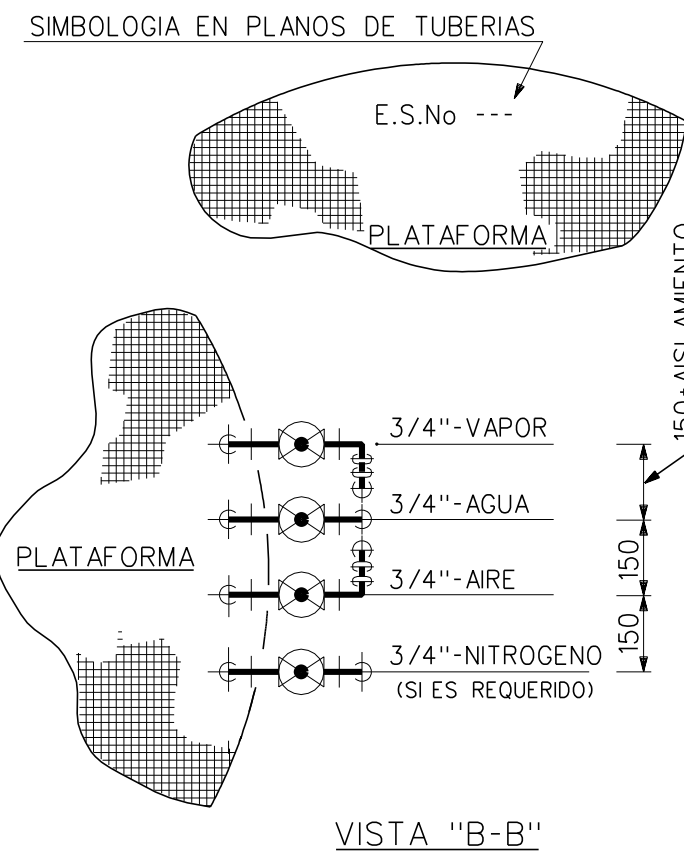 SIMBOLOGIA EN PLANOS DE TUBERIAS
E.S.No ---
PLATAFORMA
150+AISLAMIENTO
3/4"-VAPOR
3/4"-AGUA
PLATAFORMA
3/4"-AIRE
150
3/4"-NITROGENO
150
(SI ES REQUERIDO)
VISTA "B-B"